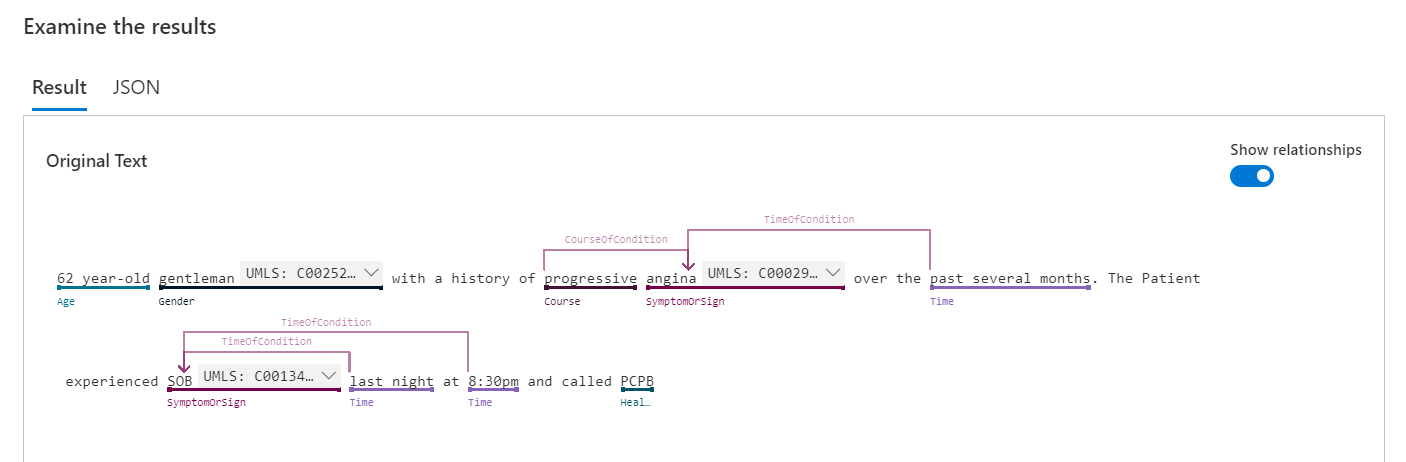 Examine the results
Result JSON
Original Text
Show relationships
TimeOfCondition
CourseOfCondition
62 year-old gentleman UMLS: C00252… with a history of progressive angina UMLS: C00029… over the past several months. The Patient
Age Gender Course SymptomOrSign Time
TimeOfCondition
TimeOfCondition
experienced SOB UMLS: C00134… last night at 8:30pm and called PCPB
SymptomOrSign Time Time Heal…